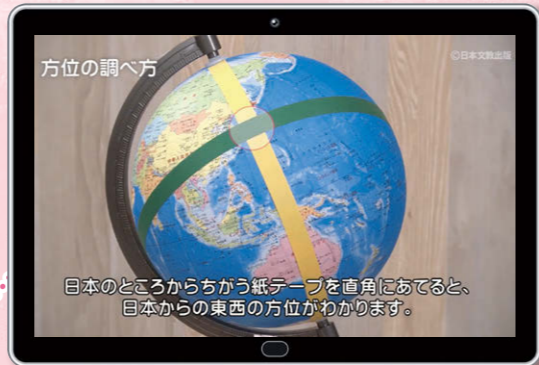 方位の調べ方
©日本文教出版
日本のところからちがう紙テープを直角にあてると、
日本からの東西の方位がわかります。